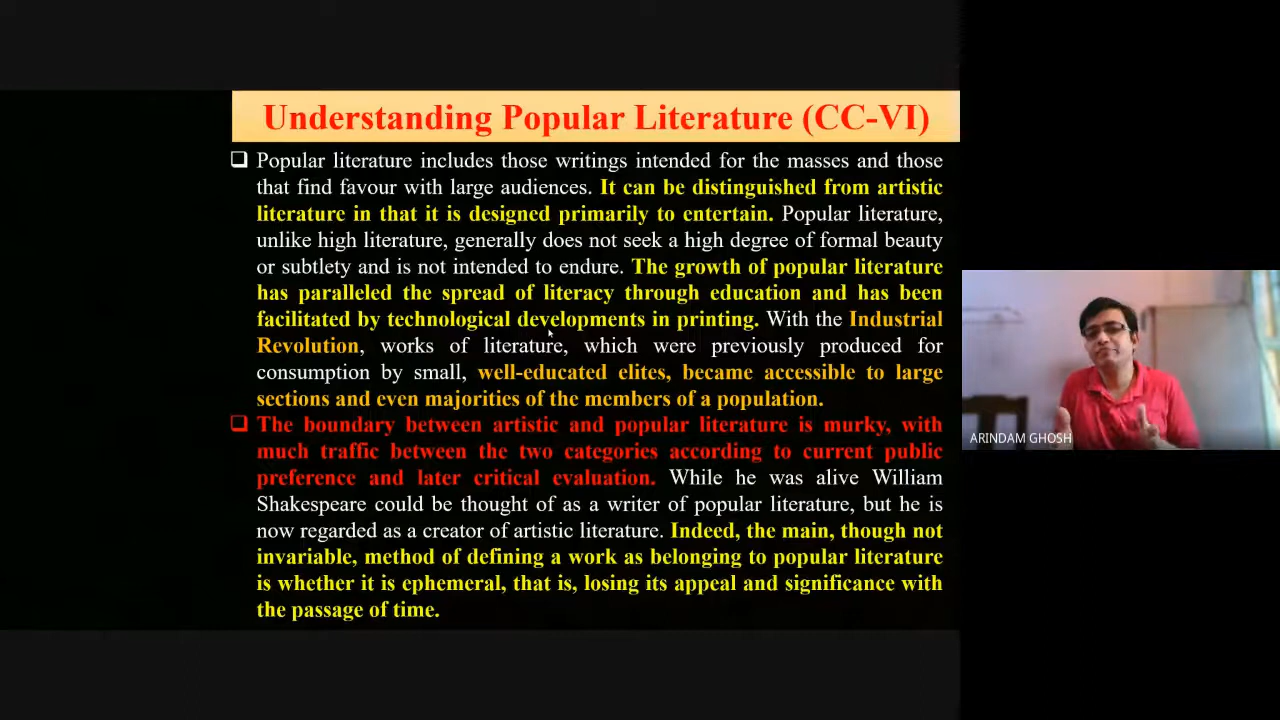 Understanding Popular Literature (CC-VI)
Popular literature includes those writings intended for the masses and those
that find favour with large audiences. It can be distinguished from artistic
literature in that it is designed primarily to entertain. Popular literature,
unlike high literature, generally does not seek a high degree of formal beauty
or subtlety and is not intended to endure. The growth of popular literature
has paralleled the spread of literacy through education and has been
facilitated by technological developments in printing. With the Industrial
Revolution, works of literature, which were previously produced for
consumption by small, well-educated elites, became accessible to large
sections and even majorities of the members of a population.
The boundary between artistic and popular literature is murky, with
much traffic between the two categories according to current public
preference and later critical evaluation. While he was alive William
Shakespeare could be thought of as a writer of popular literature, but he is
now regarded as a creator of artistic literature. Indeed, the main, though not
invariable, method of defining a work as belonging to popular literature
is whether it is ephemeral, that is, losing its appeal and significance with
the passage of time.
ARINDAM GHOSH